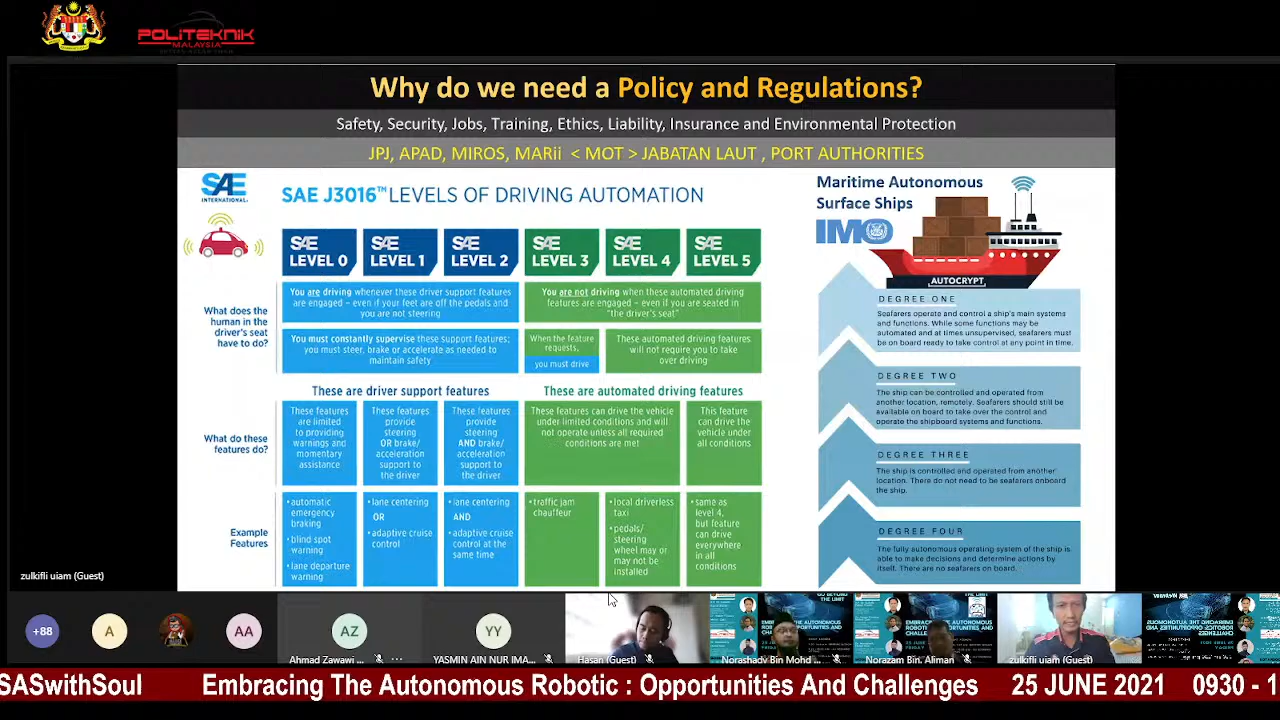 POLITEKNIK
MALAYSIA
Why do we need a Policy and Regulations?
Safety, Security, Jobs, Training, Ethics, Liability, Insurance and Environmental Protection
JPJ, APAD, MIROS, MARii < MOT > JABATAN LAUT , PORT AUTHORITIES
SAE
INTERNATIONAL.
SAE J3016™ LEVELS OF DRIVING AUTOMATION
SAE
LEVEL 0
SAE
LEVEL 1
SAE
LEVEL 2
SAE
LEVEL 3
SAE
LEVEL 4
SAE
LEVEL 5
What does the
human in the
driver's seat
have to do?
You are driving whenever these driver support features
are engaged – even if your feet are off the pedals and
you are not steering
You are not driving when these automated driving
features are engaged – even if you are seated in
"the driver's seat"
You must constantly supervise these support features;
you must steer, brake or accelerate as needed to
maintain safety
When the feature
requests,
you must drive
These automated driving features
will not require you to take
over driving
These are driver support features
These are automated driving features
What do these
features do?
These features
are limited
to providing
warnings and
momentary
assistance
These features
provide
steering
OR brake/
acceleration
support to
the driver
These features
provide
steering
AND brake/
acceleration
support to
the driver
These features can drive the vehicle
under limited conditions and will
not operate unless all required
conditions are met
This feature
can drive the
vehicle under
all conditions
Example
Features
• automatic
emergency
braking
• blind spot
warning
• lane departure
warning
• lane centering
OR
• adaptive cruise
control
• lane centering
AND
• adaptive cruise
control at the
same time
• traffic jam
chauffeur
• local driverless
taxi
• pedals/
steering
wheel may or
may not be
installed
• same as
level 4,
but feature
can drive
everywhere
in all
conditions
Maritime Autonomous
Surface Ships
IMO
AUTOCRYPT
DEGREE ONE
Seafarers operate and control a ship's main systems
and functions. While some functions may be
automated and at times unsupervised, seafarers must
be on board ready to take control at any point in time.
DEGREE TWO
The ship can be controlled and operated from
another location, remotely. Seafarers should still be
available on board to take over the control and
operate the shipboard systems and functions.
DEGREE THREE
The ship is controlled and operated from another
location. There do not need to be seafarers onboard
the ship.
DEGREE FOUR
The fully autonomous operating system of the ship is
able to make decisions and determine actions by
itself. There are no seafarers on board.
zulkifli uiam (Guest)
+88
A
AA
AZ
YY
Ahmad Zawawi ...
YASMIN AIN NUR IMA...
Hasan (Guest)
Norashady Bin Mohd ...
Norazam Bin. Aliman
zulkifli uiam (Guest)
SASwithSoul
Embracing The Autonomous Robotic : Opportunities And Challenges
25 JUNE 2021
0930 - 1